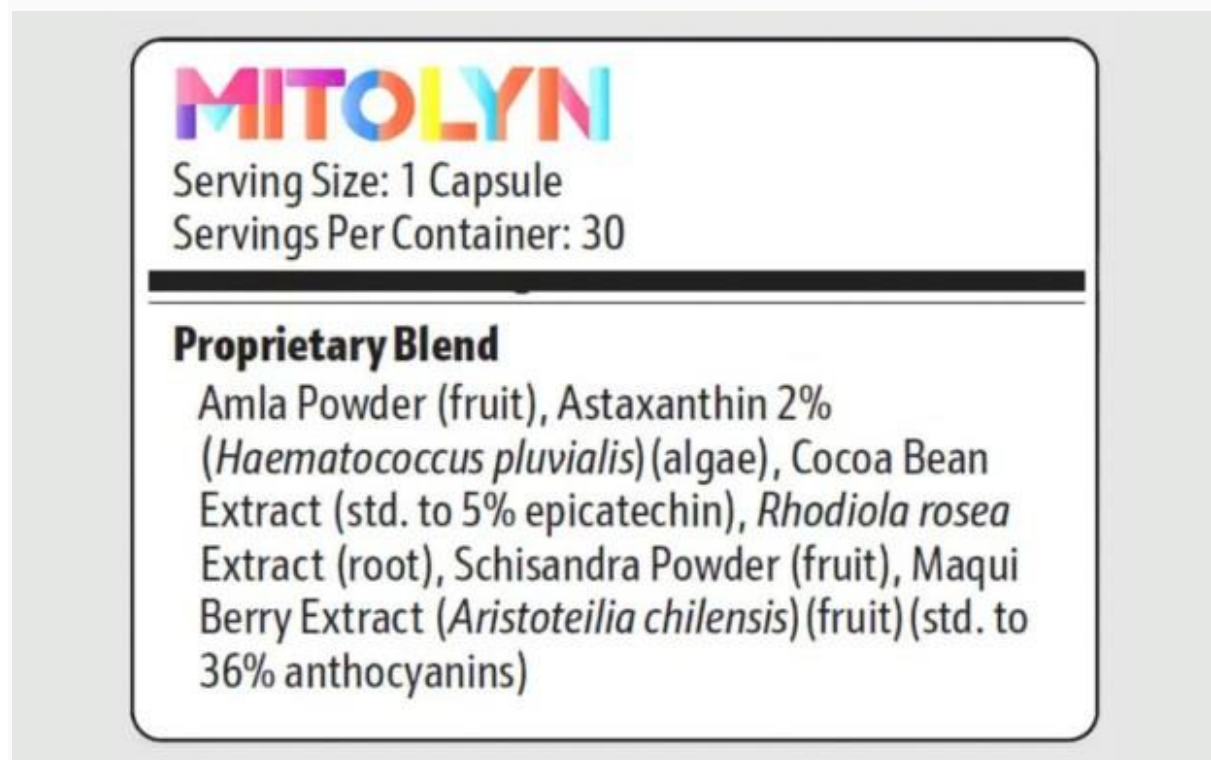 MITOLYN
Serving Size: 1 Capsule
Servings Per Container: 30
Proprietary Blend
Amla Powder (fruit), Astaxanthin 2%
(Haematococcus pluvialis) (algae), Cocoa Bean
Extract (std. to 5% epicatechin), Rhodiola rosea
Extract (root), Schisandra Powder (fruit), Maqui
Berry Extract (Aristoteilia chilensis) (fruit) (std. to
36% anthocyanins)